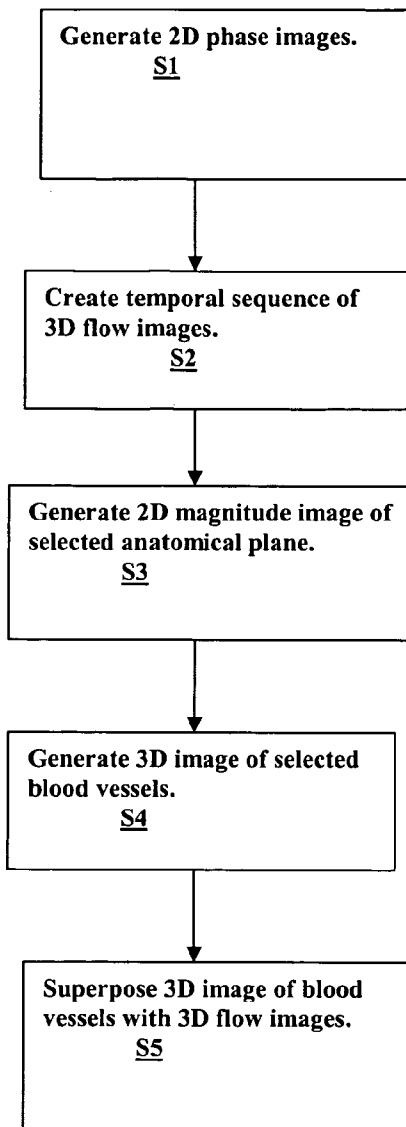 Generate 2D phase images.
S1
Create temporal sequence of
3D flow images.
S2
Generate 2D magnitude image of
selected anatomical plane.
S3
Generate 3D image of selected
blood vessels.
S4
Superpose 3D image of blood
vessels with 3D flow images.
S5